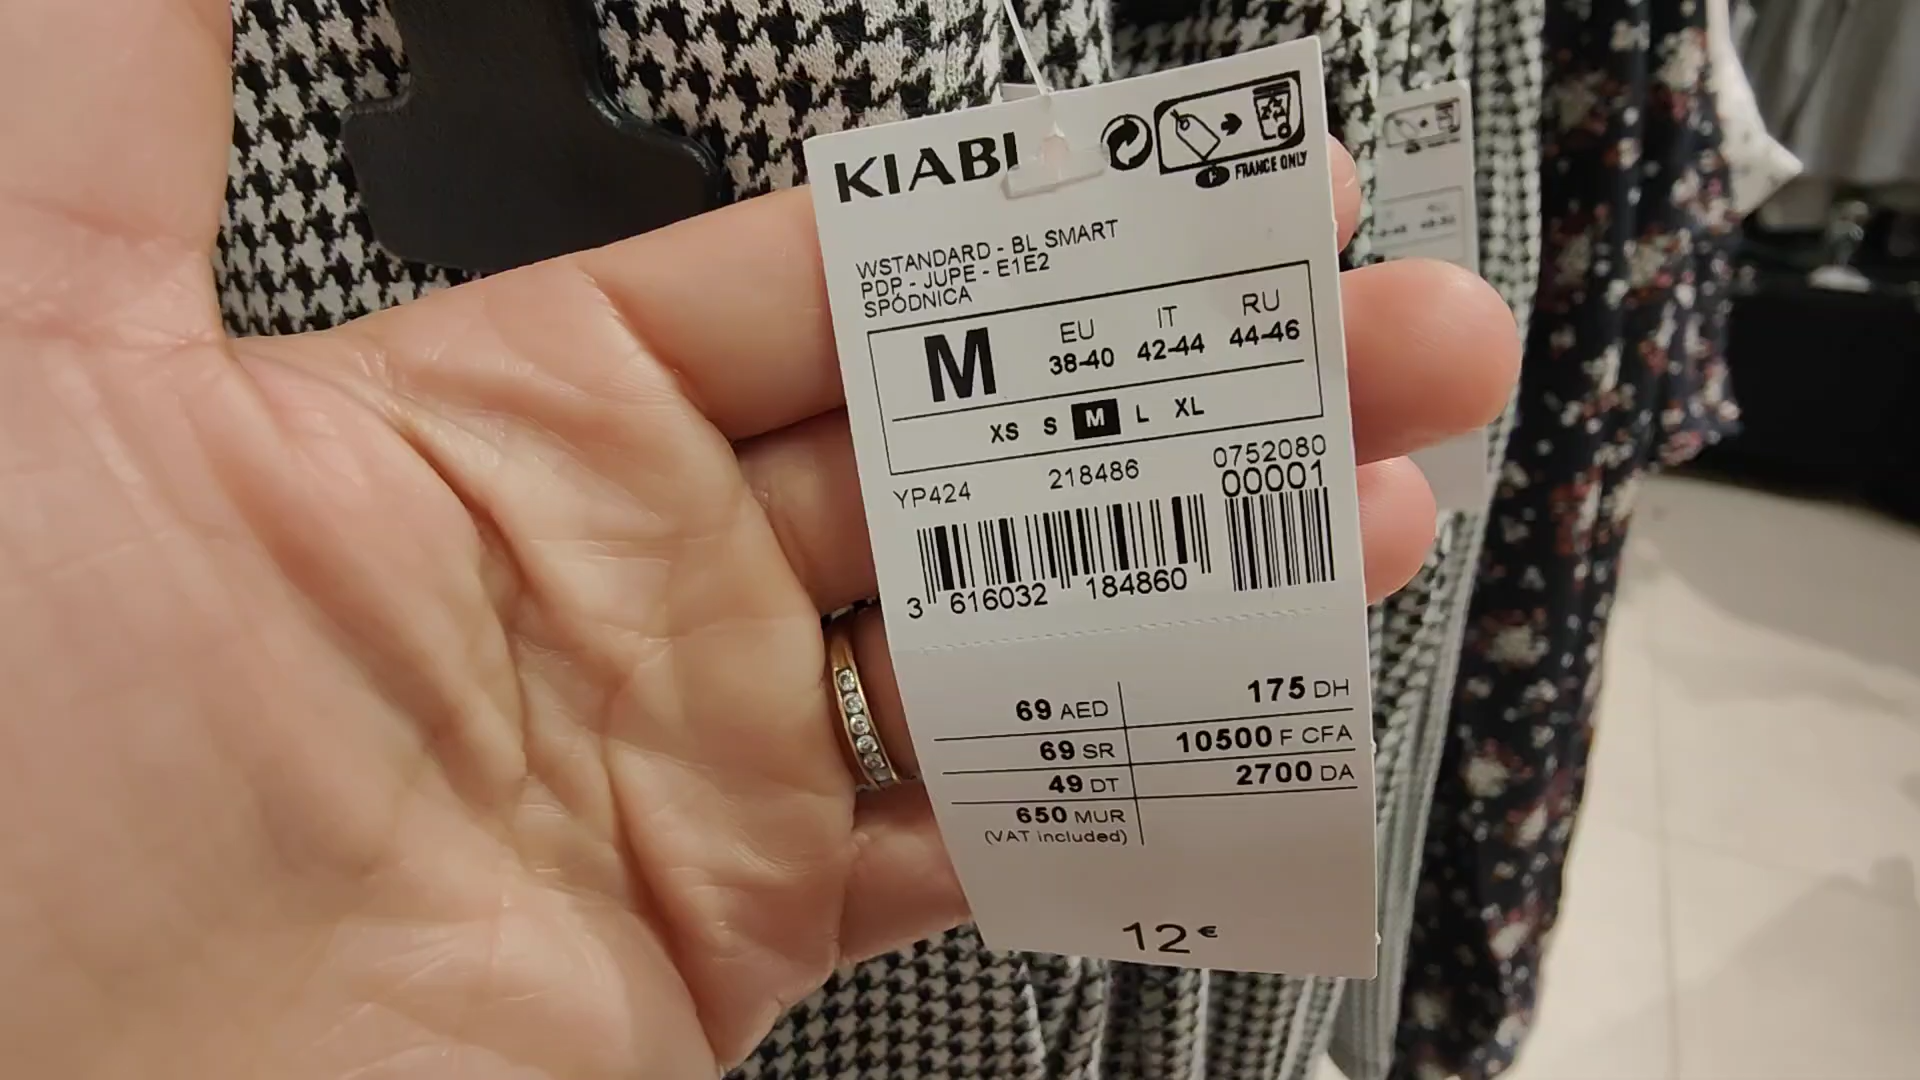 KIABI
FRANCE ONLY
WSTANDARD - BL SMART
PDP - JUPE - E1E2
SPÓDNICA
M
EU
IT
RU
38-40
42-44
44-46
XS S M L XL
YP424
218486
0752080
00001
3 616032 184860
69 AED
175 DH
69 SR
10500 F CFA
49 DT
2700 DA
650 MUR
(VAT included)
12€